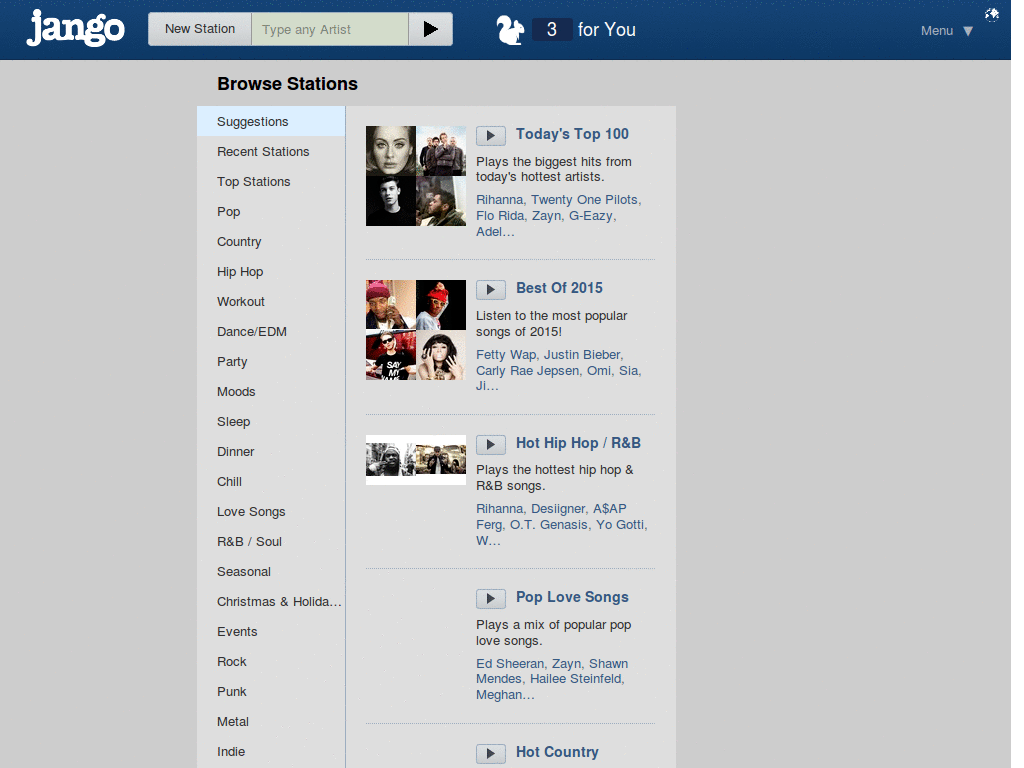 jango
New Station
Type any Artist
3 for You
Menu ▼
Browse Stations
Suggestions
Recent Stations
Top Stations
Pop
Country
Hip Hop
Workout
Dance/EDM
Party
Moods
Sleep
Dinner
Chill
Love Songs
R&B / Soul
Seasonal
Christmas & Holida…
Events
Rock
Punk
Metal
Indie
Today's Top 100
Plays the biggest hits from
today's hottest artists.
Rihanna, Twenty One Pilots,
Flo Rida, Zayn, G-Eazy,
Adel…
SAY
MY
NAME
Best Of 2015
Listen to the most popular
songs of 2015!
Fetty Wap, Justin Bieber,
Carly Rae Jepsen, Omi, Sia,
Ji…
Hot Hip Hop / R&B
Plays the hottest hip hop &
R&B songs.
Rihanna, Desiigner, A$AP
Ferg, O.T. Genasis, Yo Gotti,
W…
Pop Love Songs
Plays a mix of popular pop
love songs.
Ed Sheeran, Zayn, Shawn
Mendes, Hailee Steinfeld,
Meghan…
Hot Country